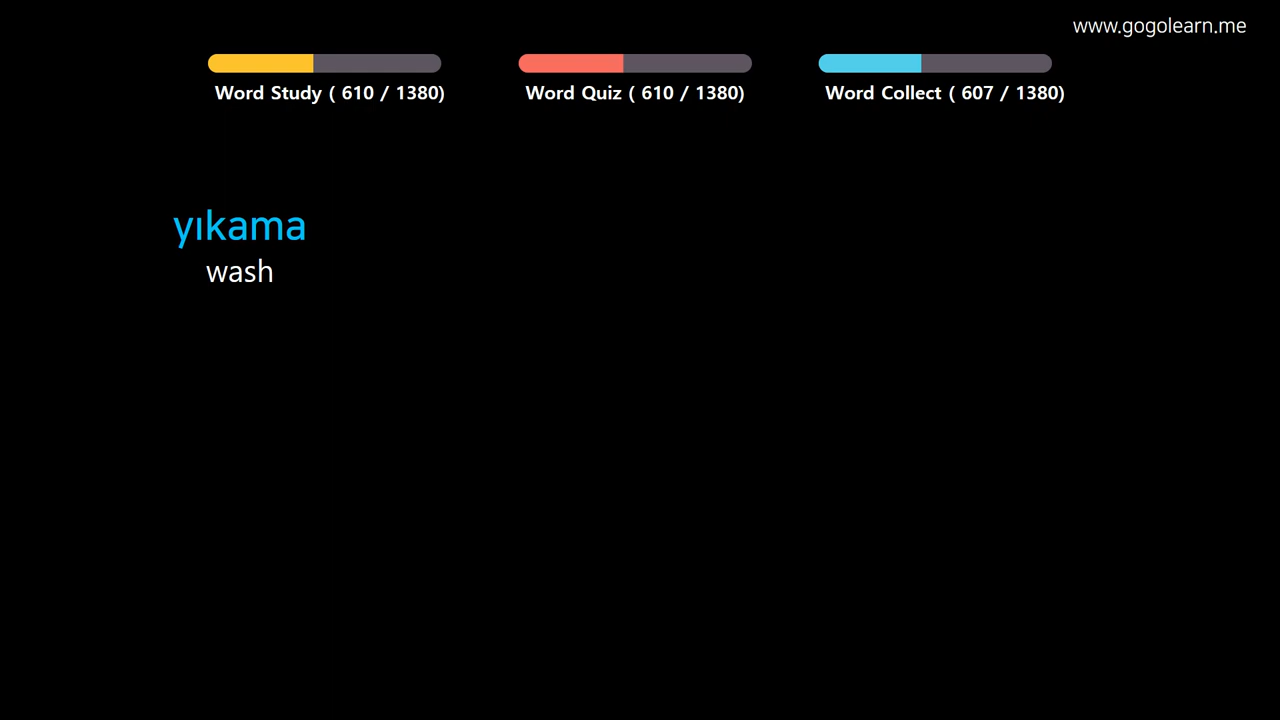 www.gogolearn.me
Word Study ( 610 / 1380)
Word Quiz ( 610 / 1380)
Word Collect ( 607 / 1380)
yıkama
wash